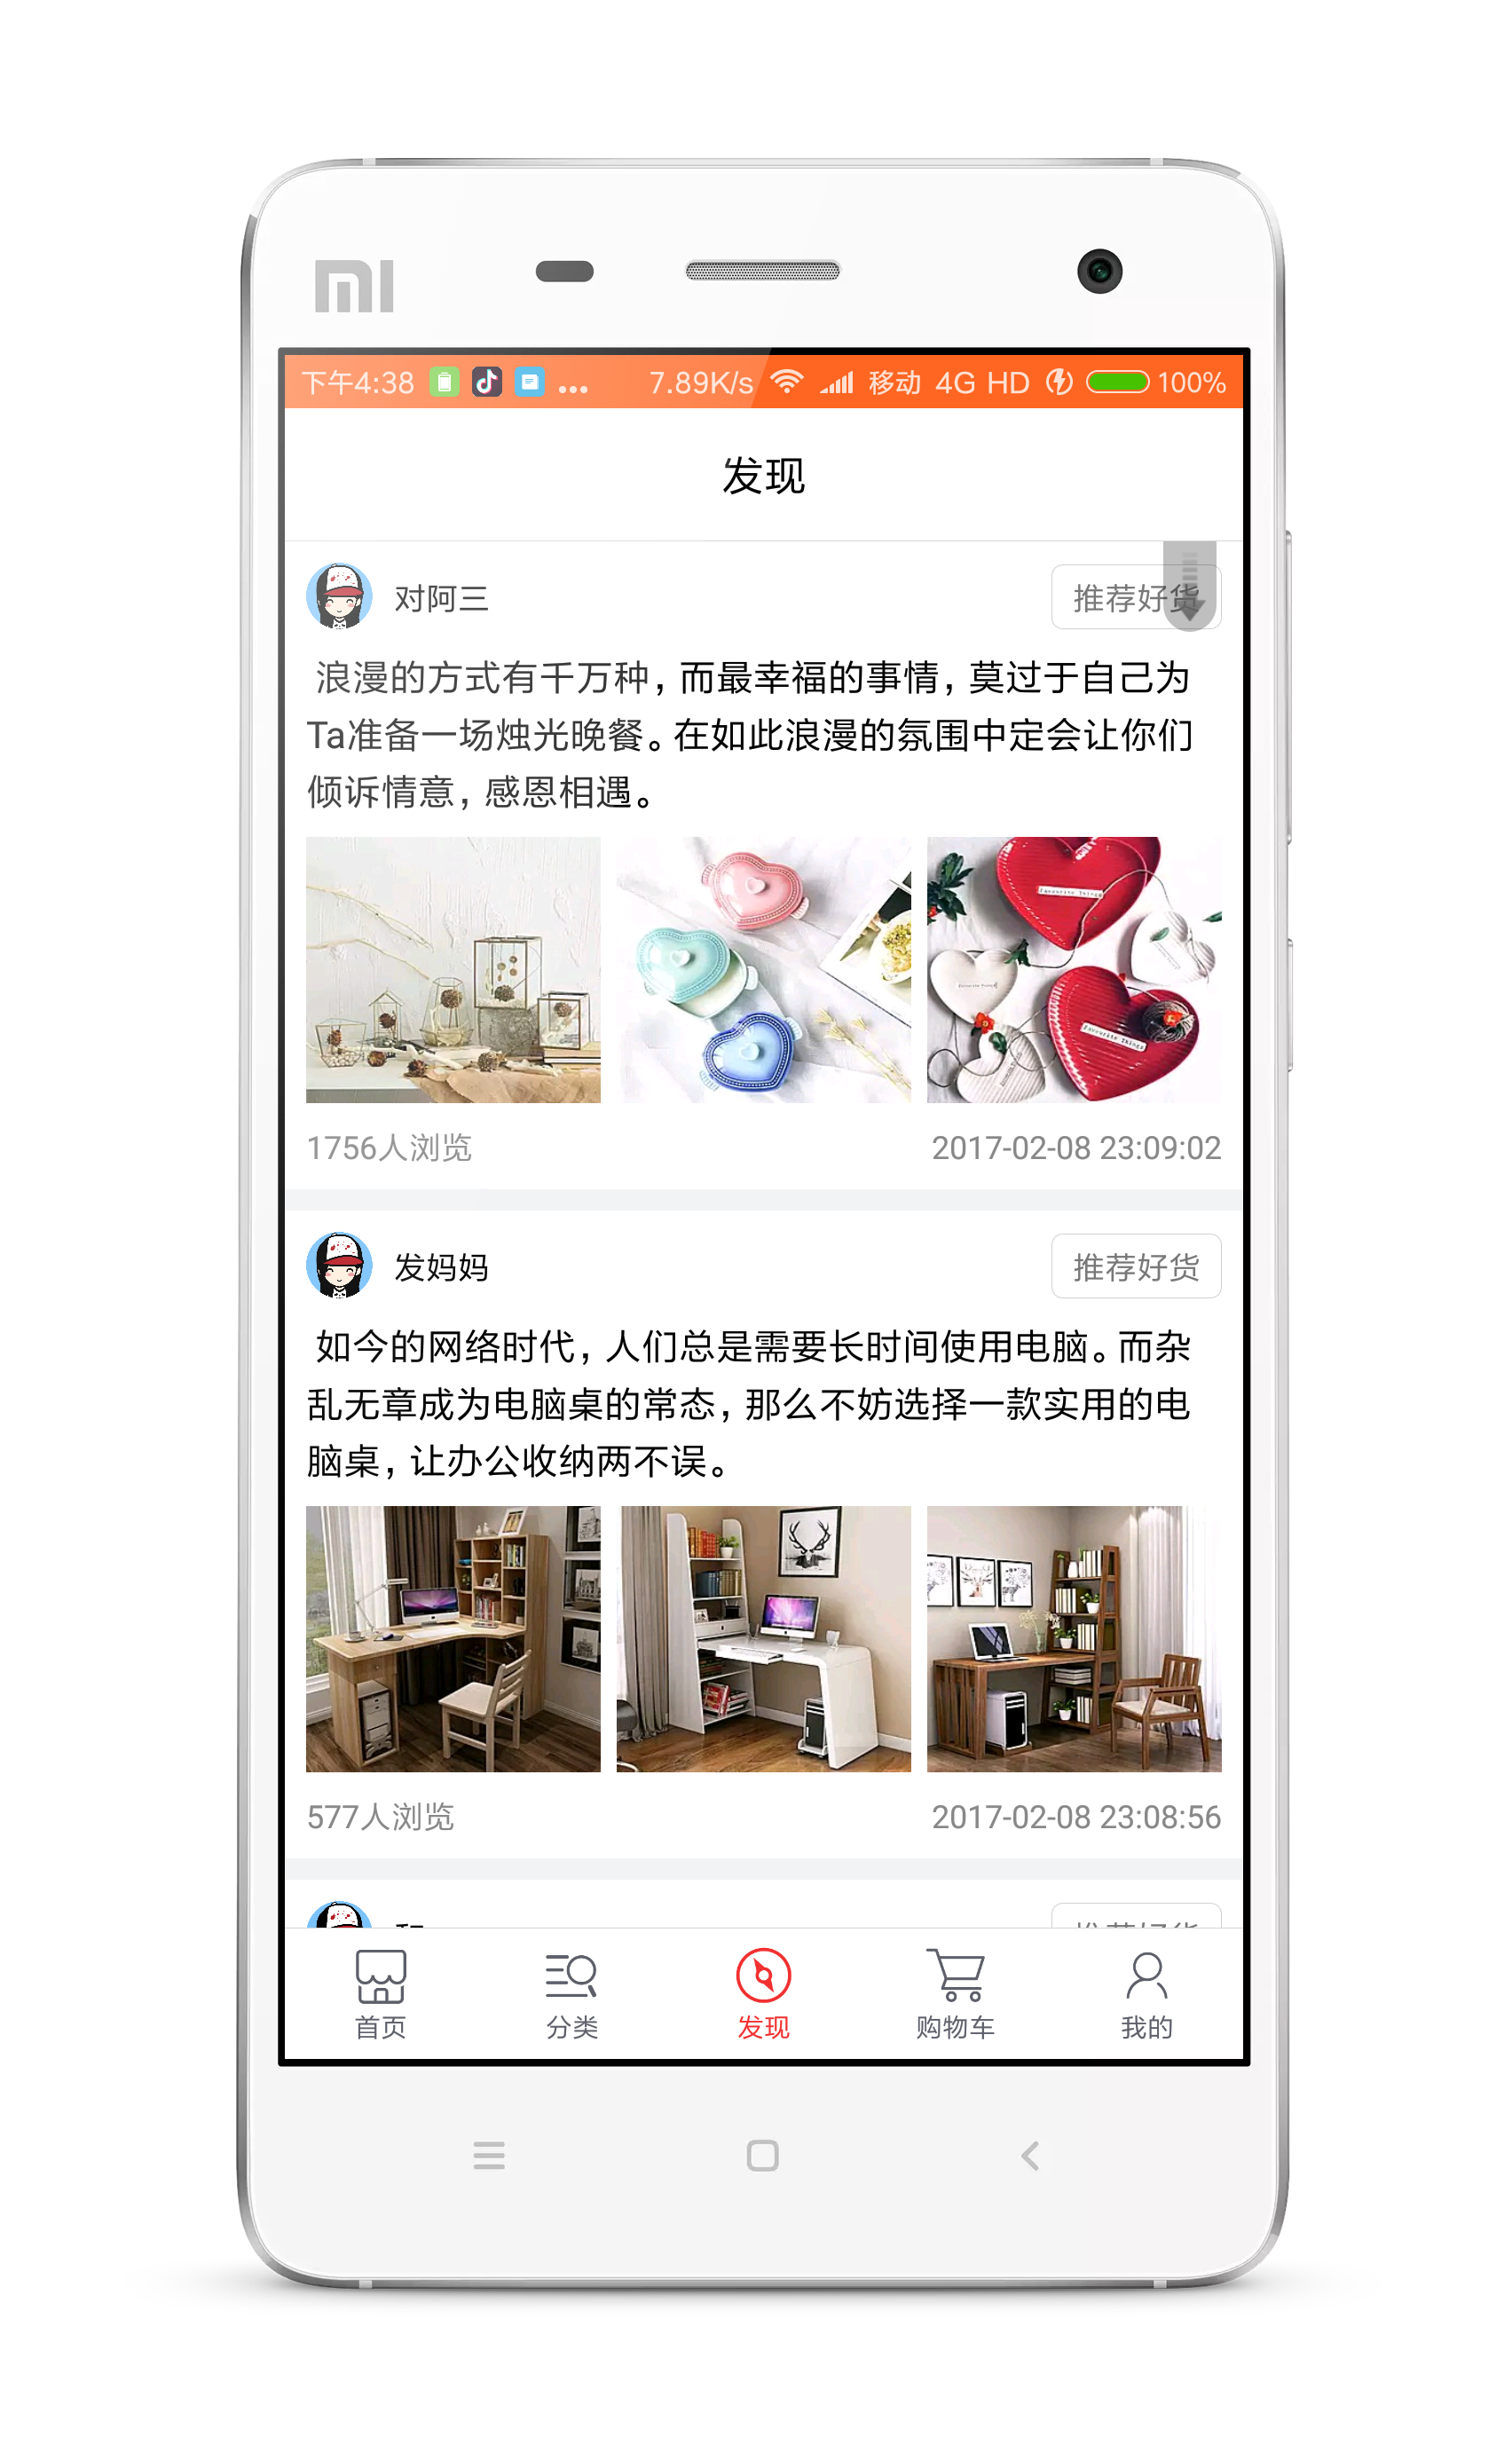 mi
下午4:38 ... 7.89K/s 移动 4G HD 100%
发现
对阿三 推荐好货
浪漫的方式有千万种，而最幸福的事情，莫过于自己为
Ta准备一场烛光晚餐。在如此浪漫的氛围中定会让你们
倾诉情意，感恩相遇。
Favourite Things
Favourite Things
1756人浏览 2017-02-08 23:09:02
发妈妈 推荐好货
如今的网络时代，人们总是需要长时间使用电脑。而杂
乱无章成为电脑桌的常态，那么不妨选择一款实用的电
脑桌，让办公收纳两不误。
577人浏览 2017-02-08 23:08:56
推荐好货
首页 分类 发现 购物车 我的